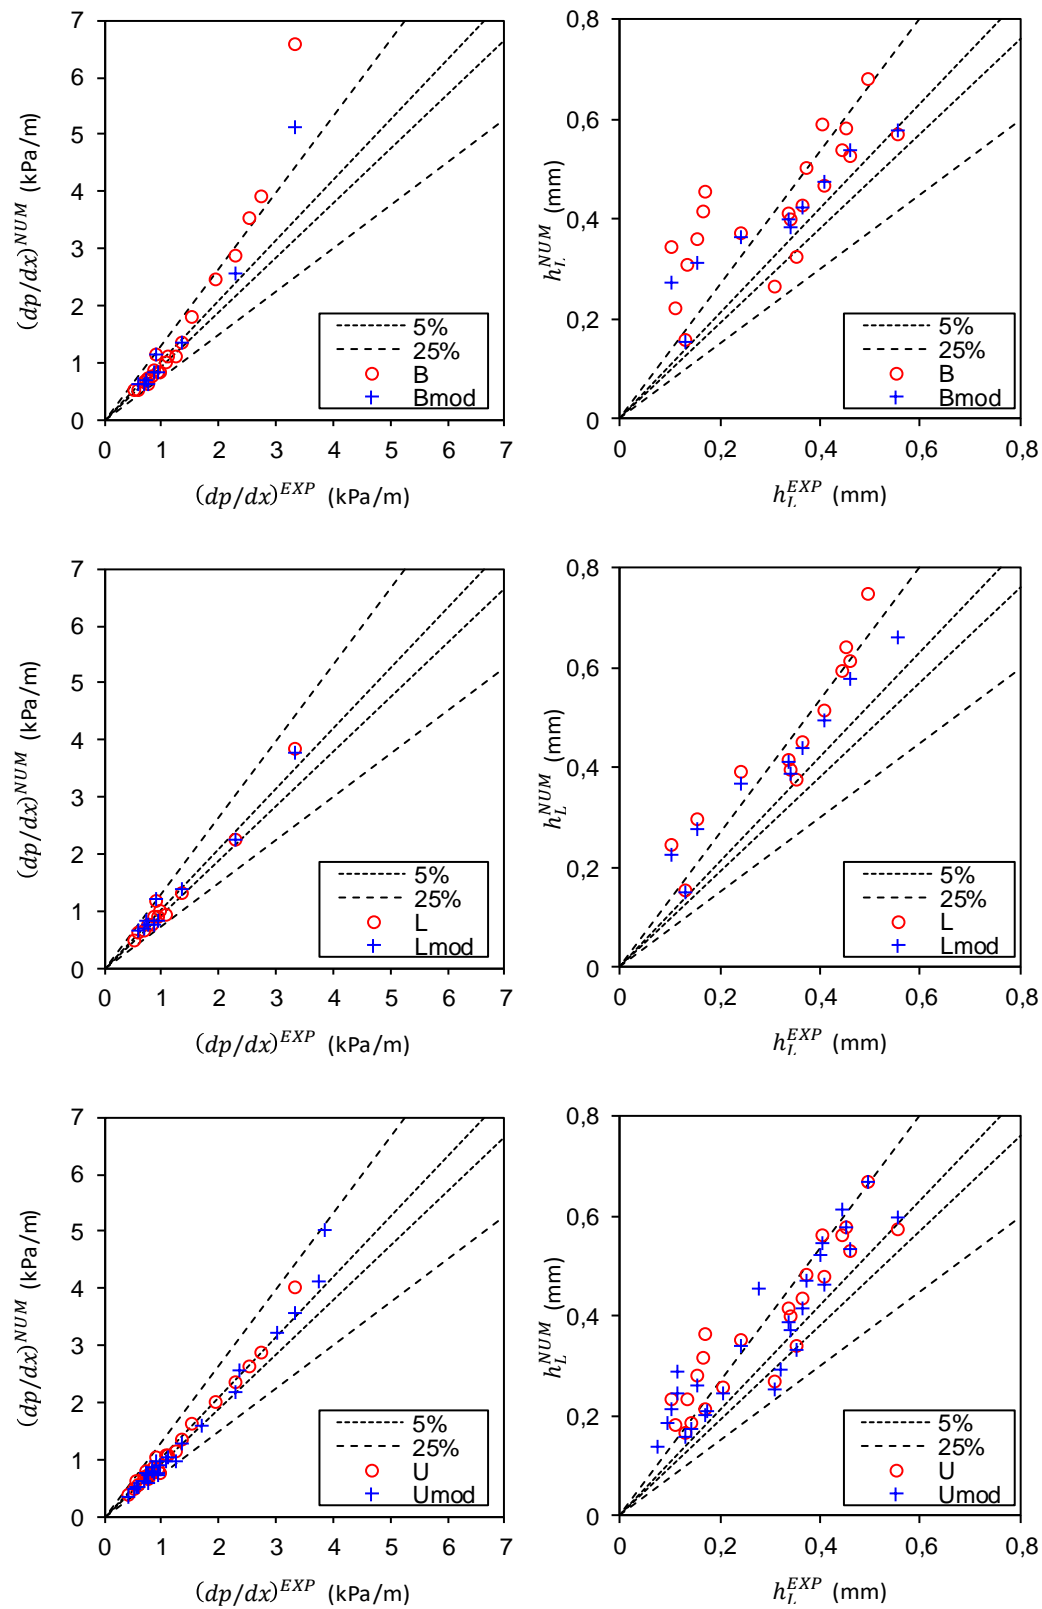 7
6
5
4
3
2
1
0
(dp/dx)^NUM (kPa/m)
5%
25%
B
Bmod
0 1 2 3 4 5 6 7
(dp/dx)^EXP (kPa/m)
0,8
0,6
0,4
0,2
0
h_L^NUM (mm)
5%
25%
B
Bmod
0 0,2 0,4 0,6 0,8
h_L^EXP (mm)
7
6
5
4
3
2
1
0
(dp/dx)^NUM (kPa/m)
5%
25%
L
Lmod
0 1 2 3 4 5 6 7
(dp/dx)^EXP (kPa/m)
0,8
0,6
0,4
0,2
0
h_L^NUM (mm)
5%
25%
L
Lmod
0 0,2 0,4 0,6 0,8
h_L^EXP (mm)
7
6
5
4
3
2
1
0
(dp/dx)^NUM (kPa/m)
5%
25%
U
Umod
0 1 2 3 4 5 6 7
(dp/dx)^EXP (kPa/m)
0,8
0,6
0,4
0,2
0
h_L^NUM (mm)
5%
25%
U
Umod
0 0,2 0,4 0,6 0,8
h_L^EXP (mm)